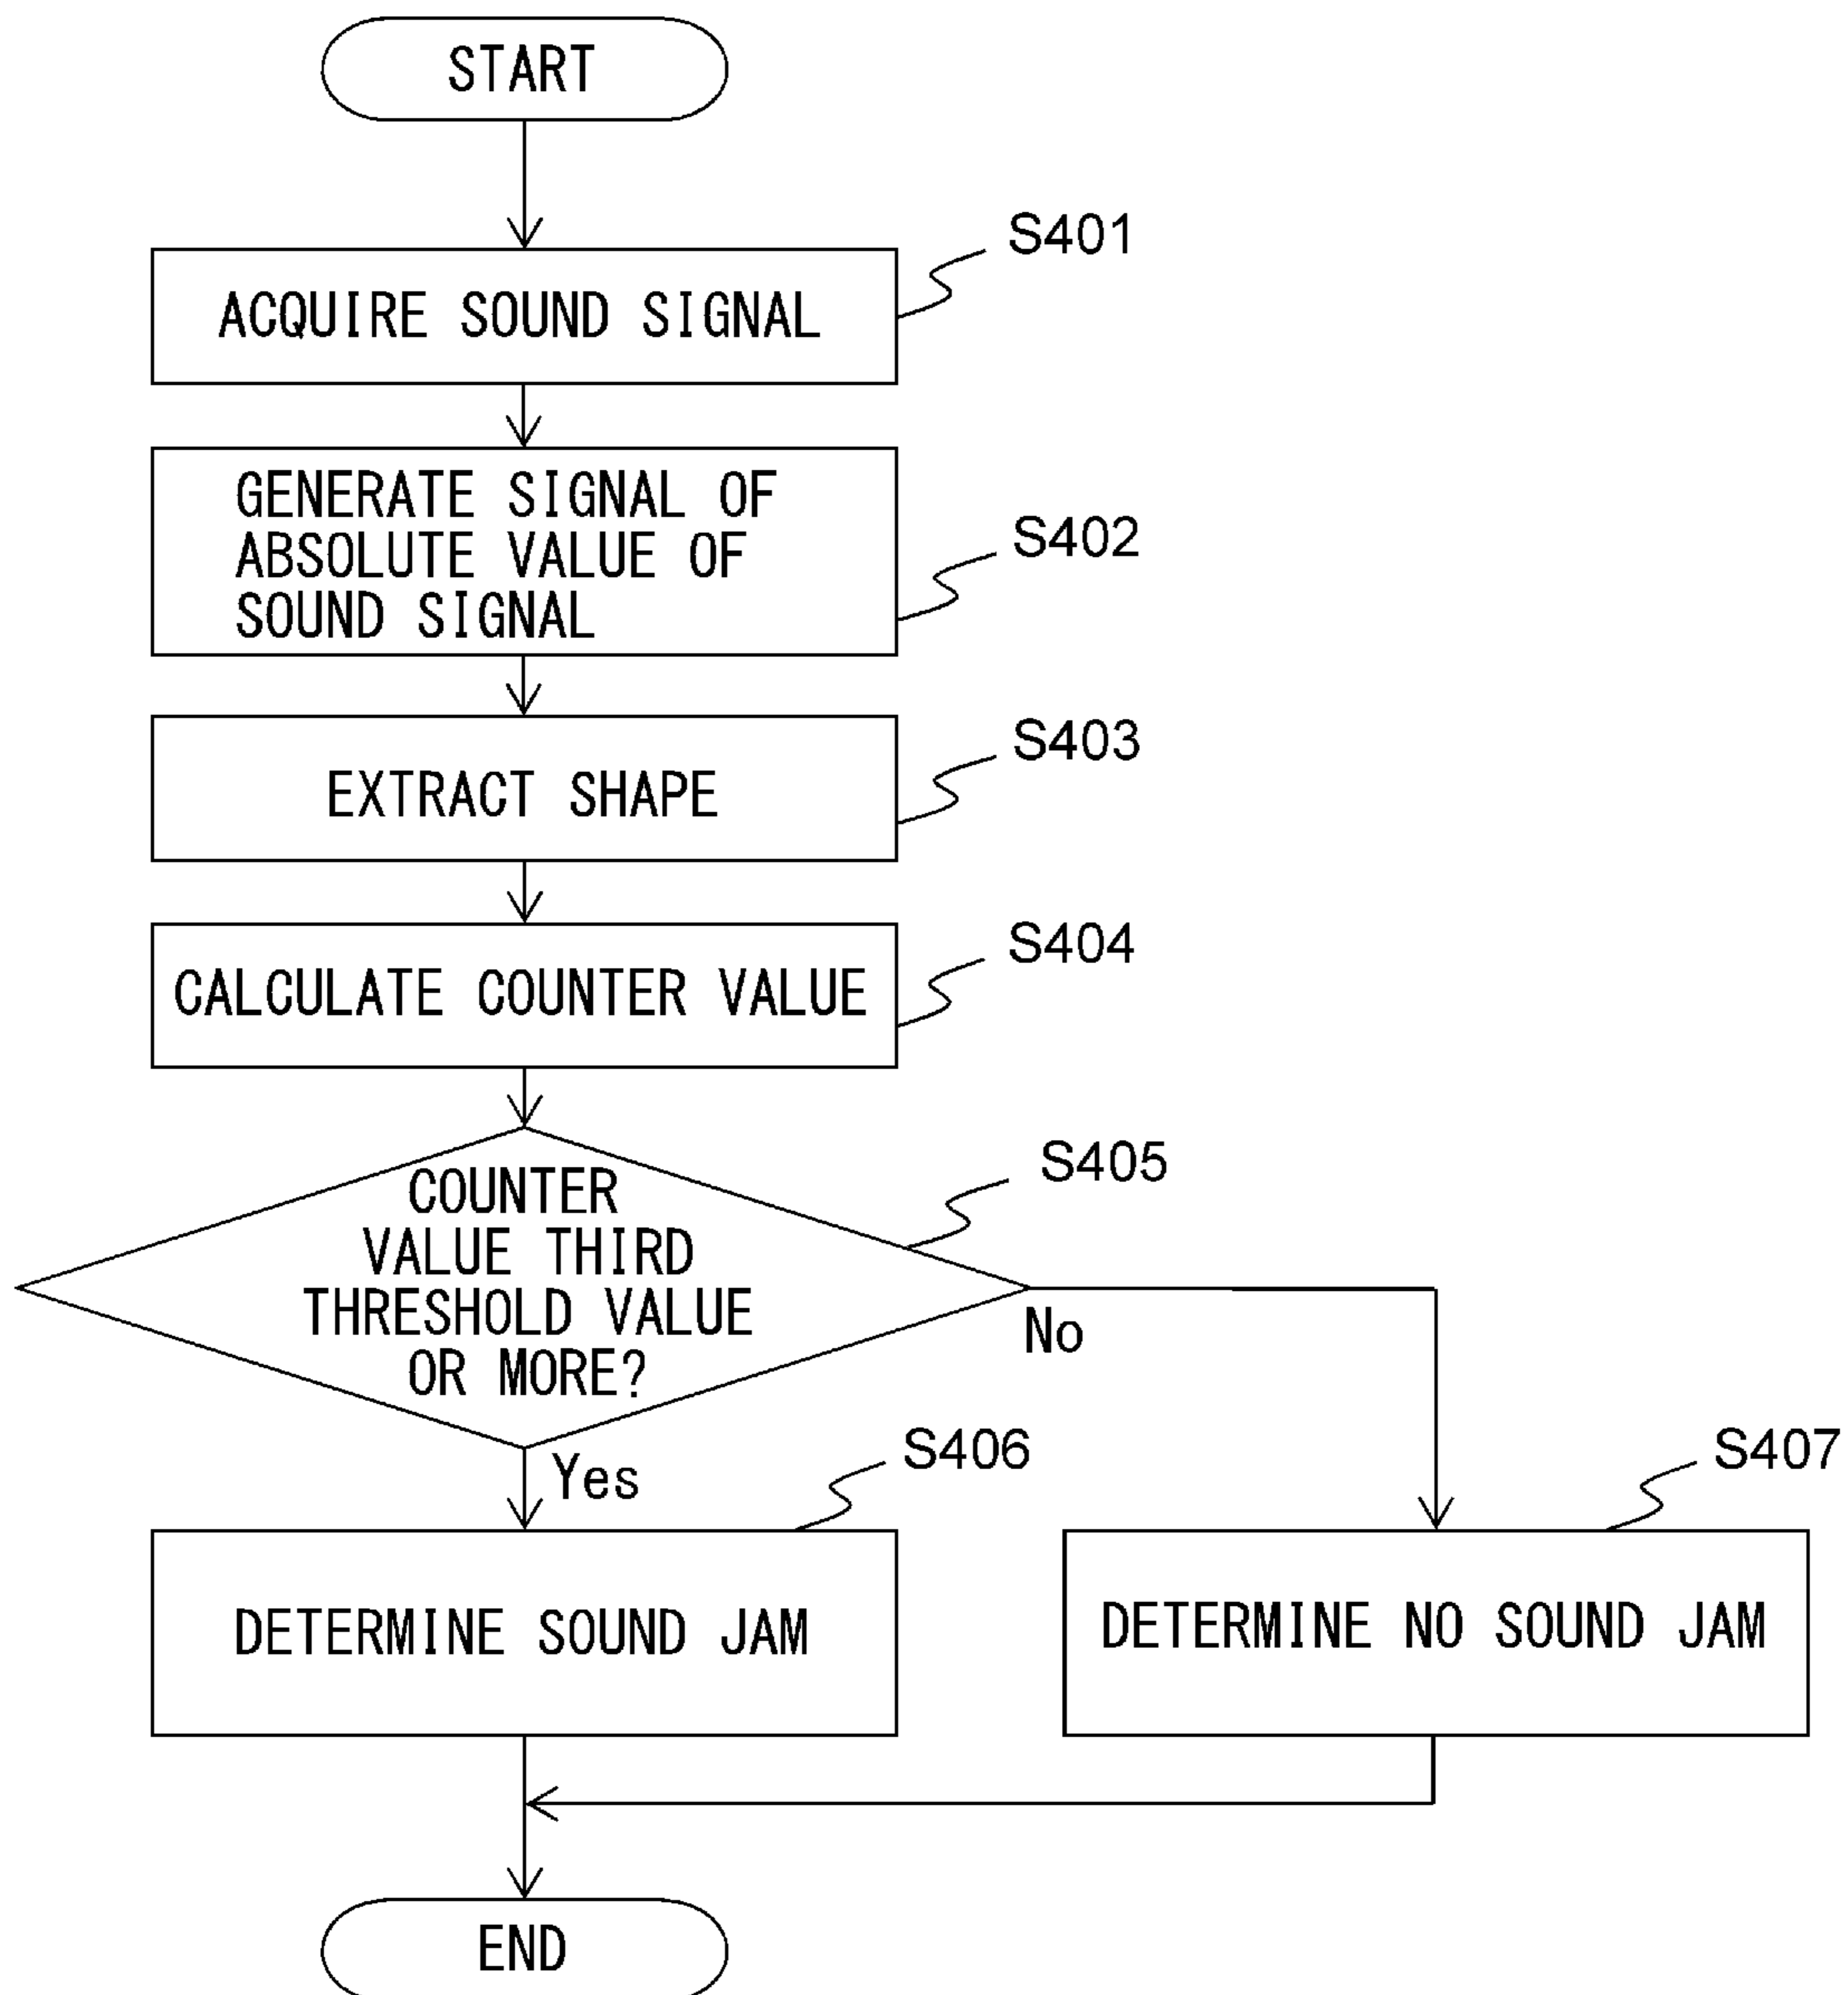 START
S401
ACQUIRE SOUND SIGNAL
GENERATE SIGNAL OF
ABSOLUTE VALUE OF
SOUND SIGNAL
S402
S403
EXTRACT SHAPE
S404
CALCULATE COUNTER VALUE
S405
COUNTER
VALUE THIRD
THRESHOLD VALUE
OR MORE?
No
Yes
S406
S407
DETERMINE SOUND JAM
DETERMINE NO SOUND JAM
END